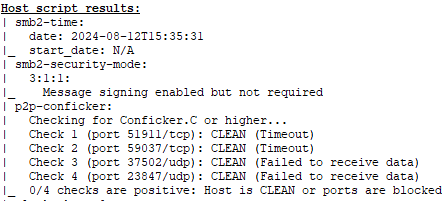 Host script results:
| smb2-time:
|   date: 2024-08-12T15:35:31
|_  start_date: N/A
| smb2-security-mode:
|   3:1:1:
|_    Message signing enabled but not required
| p2p-conficker:
|   Checking for Conficker.C or higher...
|   Check 1 (port 51911/tcp): CLEAN (Timeout)
|   Check 2 (port 59037/tcp): CLEAN (Timeout)
|   Check 3 (port 37502/udp): CLEAN (Failed to receive data)
|   Check 4 (port 23847/udp): CLEAN (Failed to receive data)
|_  0/4 checks are positive: Host is CLEAN or ports are blocked